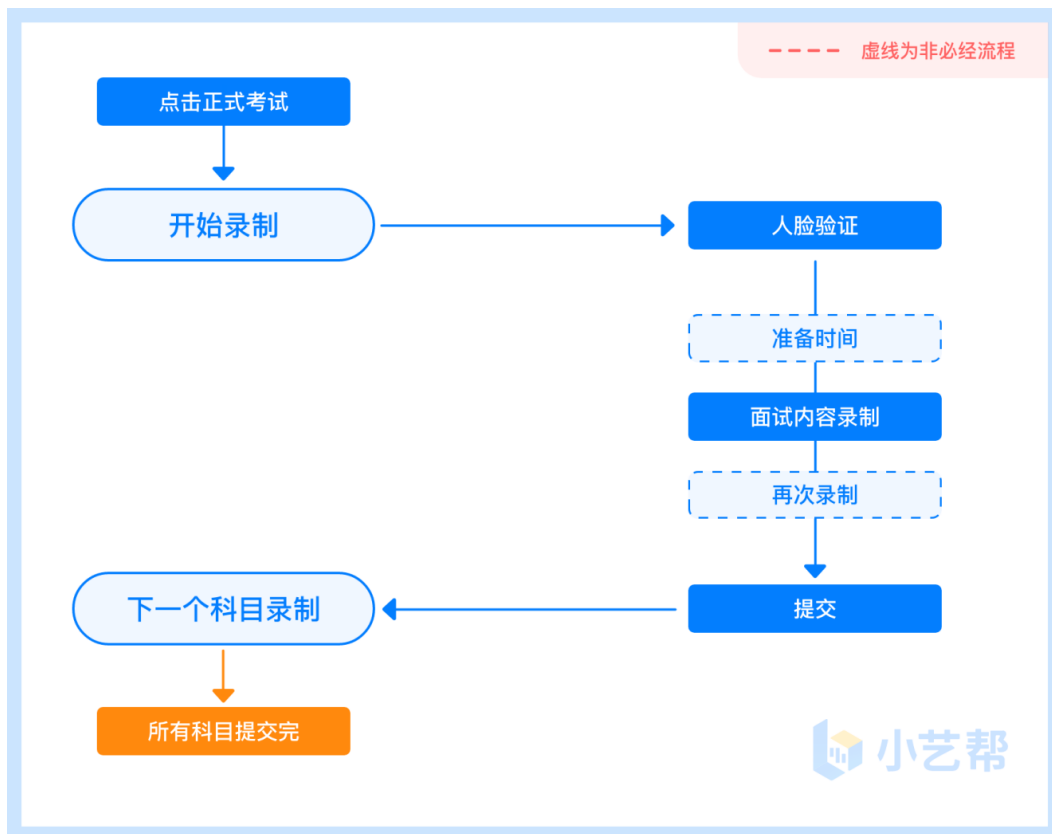 虚线为非必经流程
点击正式考试
开始录制
人脸验证
准备时间
面试内容录制
再次录制
提交
下一个科目录制
所有科目提交完
小艺帮